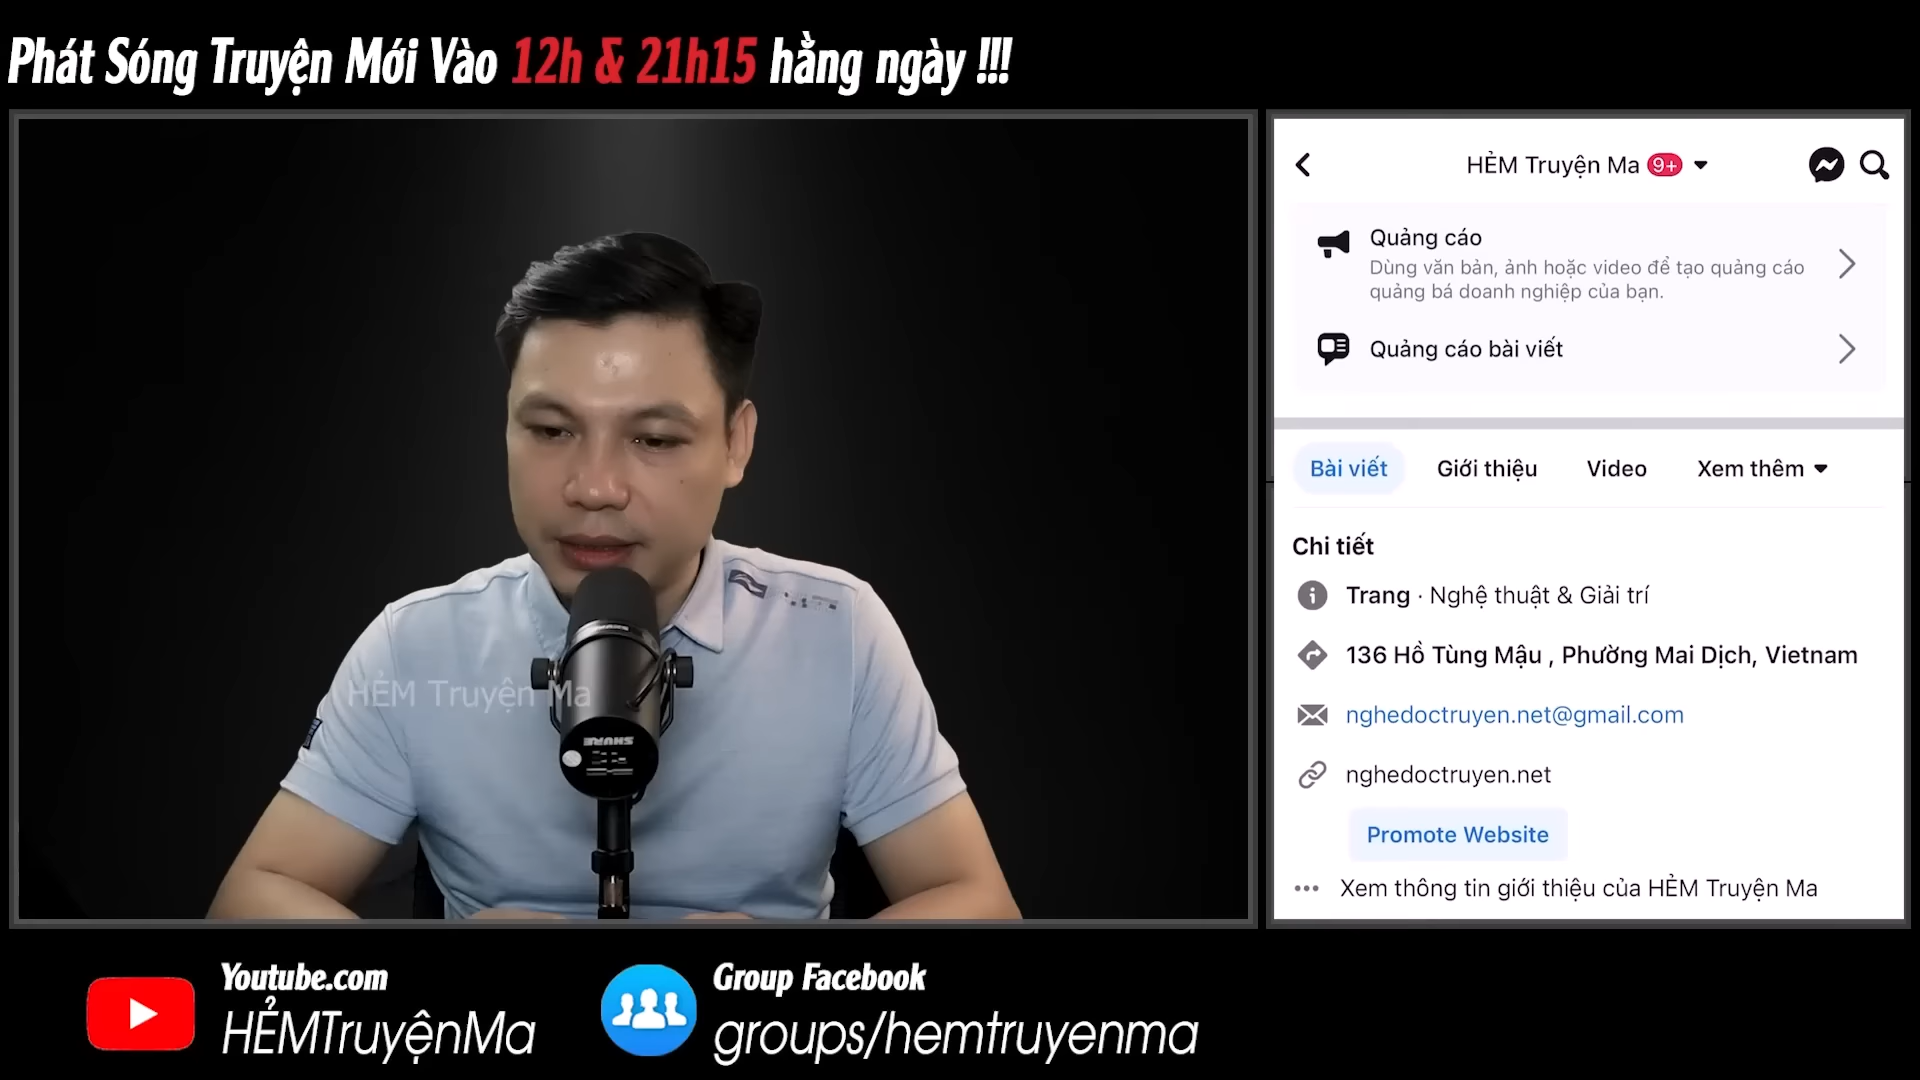 Phát Sóng Truyện Mới Vào 12h & 21h15 hằng ngày !!!
HẺM Truyện Ma 9+
Quảng cáo
Dùng văn bản, ảnh hoặc video để tạo quảng cáo
quảng bá doanh nghiệp của bạn.
Quảng cáo bài viết
Bài viết Giới thiệu Video Xem thêm
Chi tiết
Trang · Nghệ thuật & Giải trí
136 Hồ Tùng Mậu , Phường Mai Dịch, Vietnam
nghedoctruyen.net@gmail.com
nghedoctruyen.net
Promote Website
Xem thông tin giới thiệu của HẺM Truyện Ma
HẺM Truyện Ma
SHURE
SHURE
Youtube.com
HẺMTruyệnMa
Group Facebook
groups/hemtruyenma